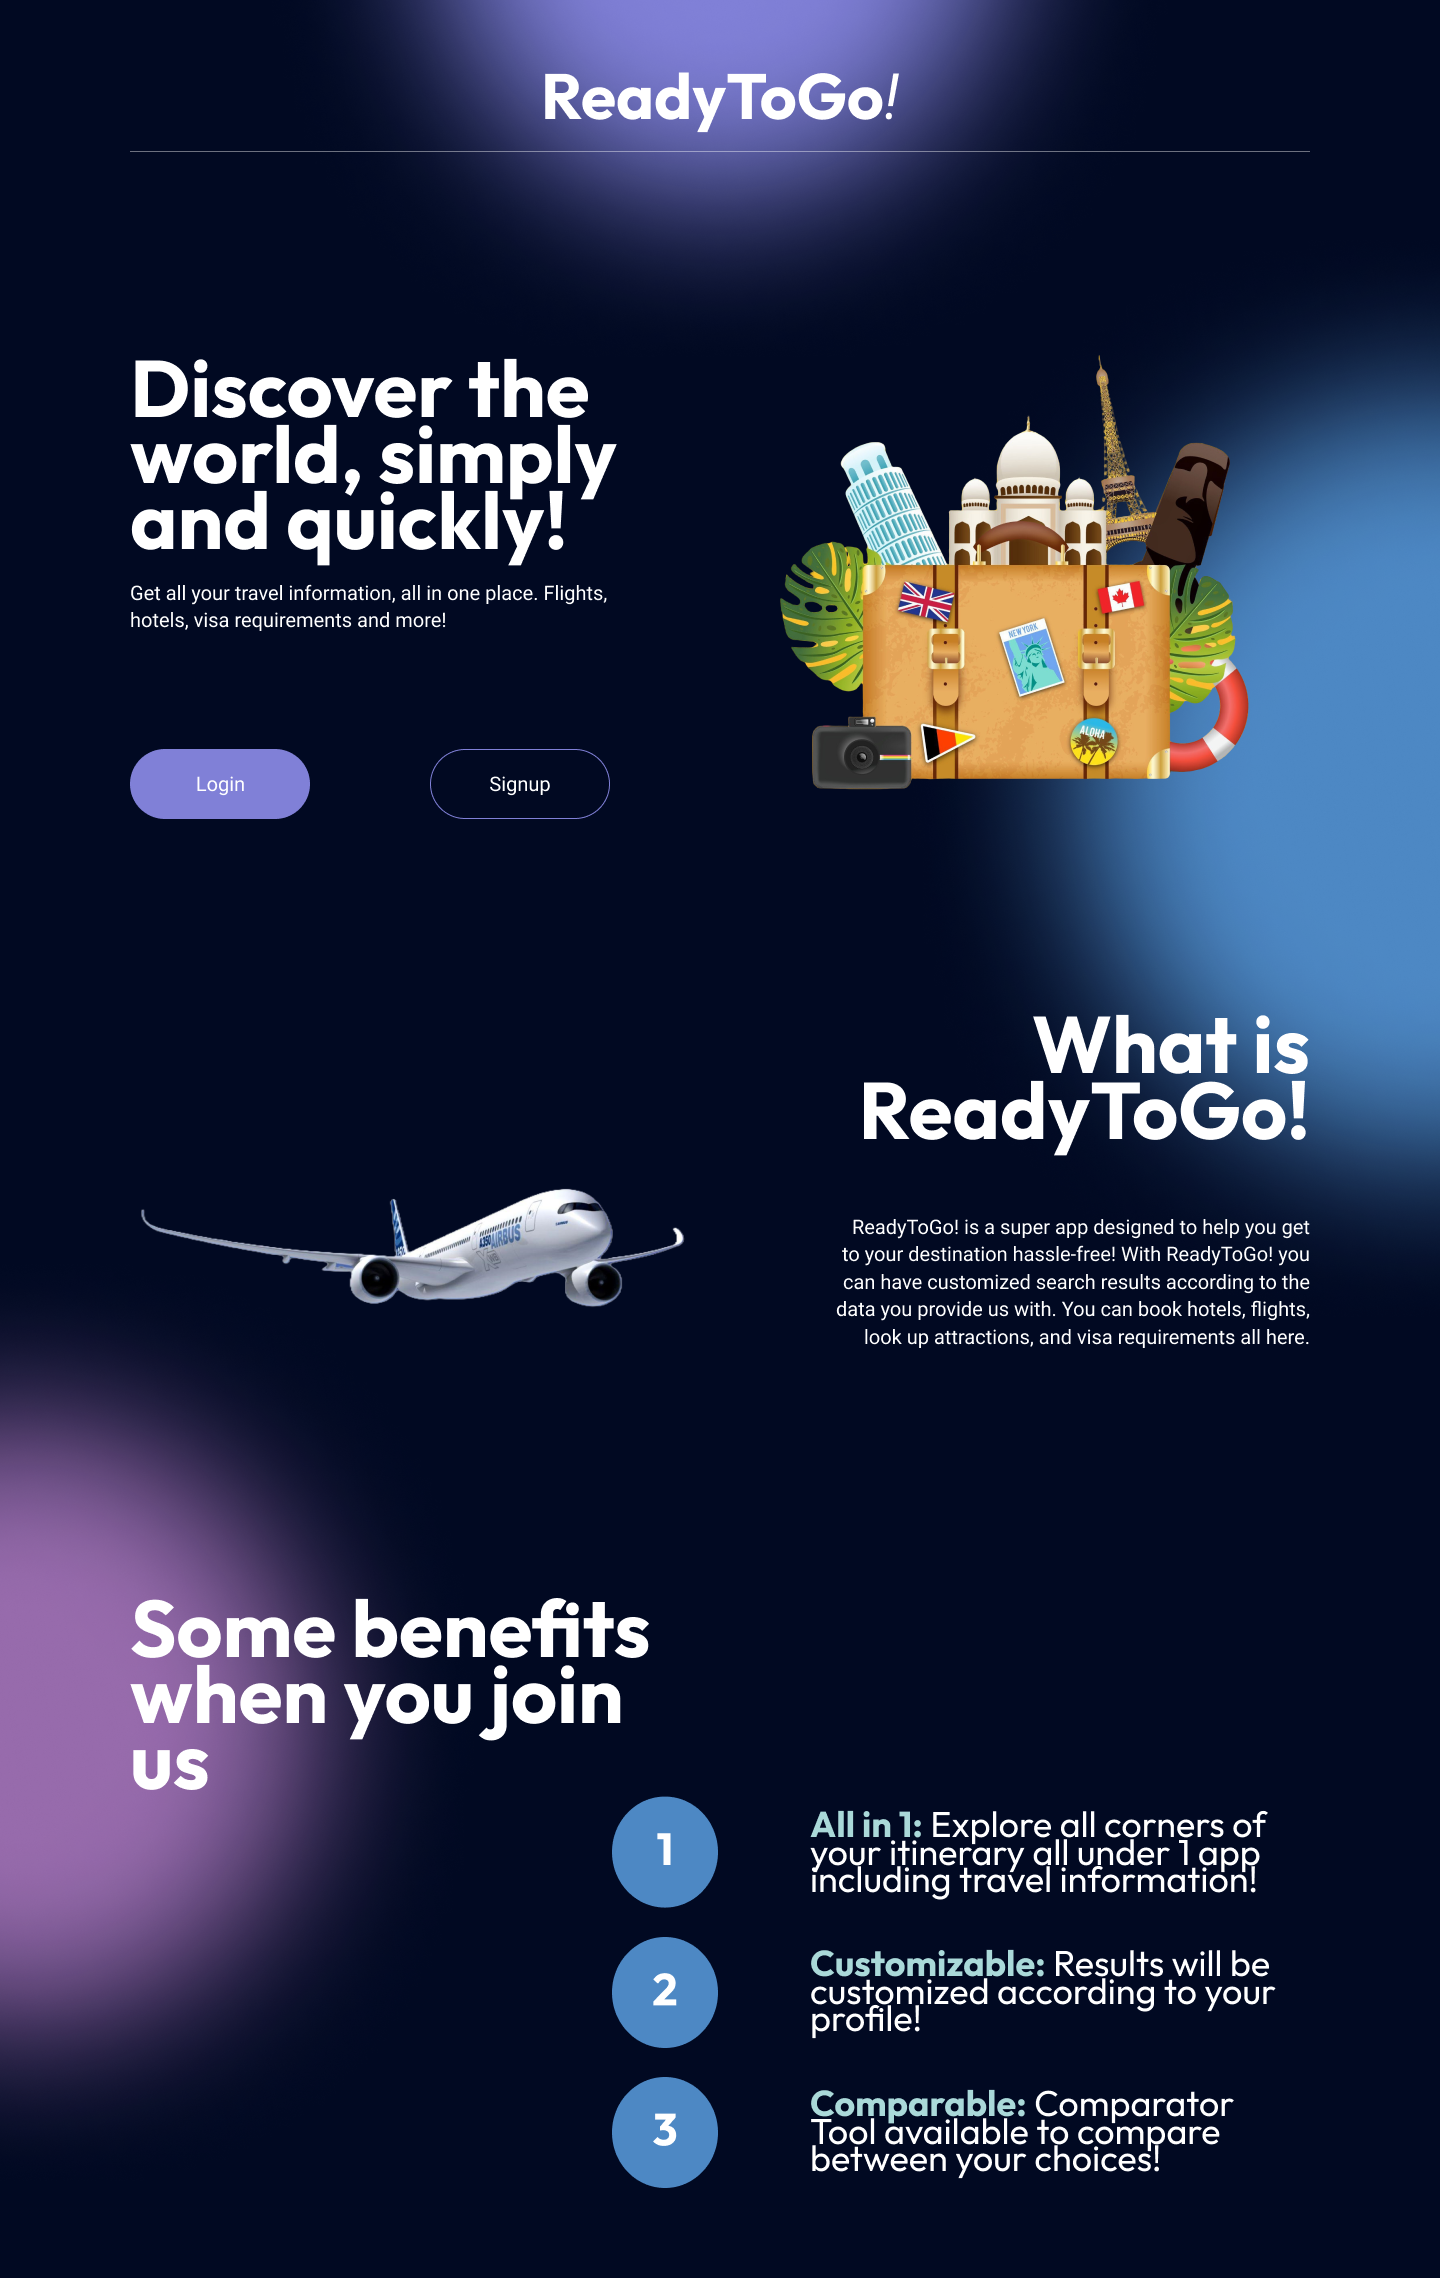 ReadyToGo!
Discover the
world, simply
and quickly!
Get all your travel information, all in one place. Flights,
hotels, visa requirements and more!
NEW YORK
ALOHA
Login
Signup
What is
ReadyToGo!
A350 AIRBUS
ReadyToGo! is a super app designed to help you get
to your destination hassle-free! With ReadyToGo! you
can have customized search results according to the
data you provide us with. You can book hotels, flights,
look up attractions, and visa requirements all here.
Some benefits
when you join
us
1
All in 1: Explore all corners of
your itinerary all under 1 app
including travel information!
2
Customizable: Results will be
customized according to your
profile!
3
Comparable: Comparator
Tool available to compare
between your choices!